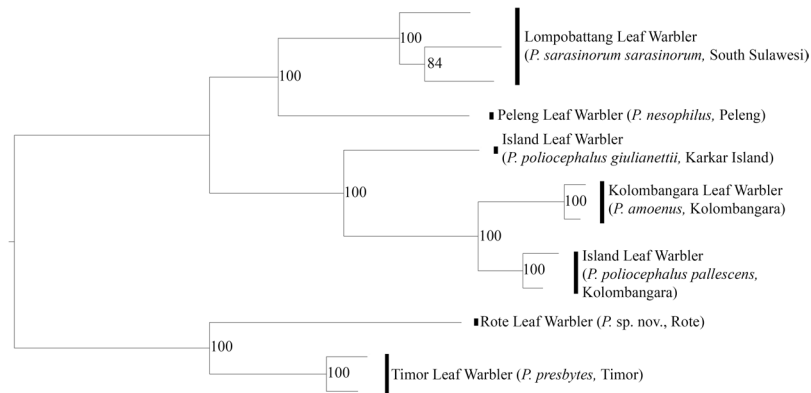 100
Lompobattang Leaf Warbler
(P. sarasinorum sarasinorum, South Sulawesi)
84
100
Peleng Leaf Warbler (P. nesophilus, Peleng)
Island Leaf Warbler
(P. poliocephalus giulianettii, Karkar Island)
100
Kolombangara Leaf Warbler
(P. amoenus, Kolombangara)
100
100
Island Leaf Warbler
(P. poliocephalus pallescens,
Kolombangara)
100
Rote Leaf Warbler (P. sp. nov., Rote)
100
100
Timor Leaf Warbler (P. presbytes, Timor)